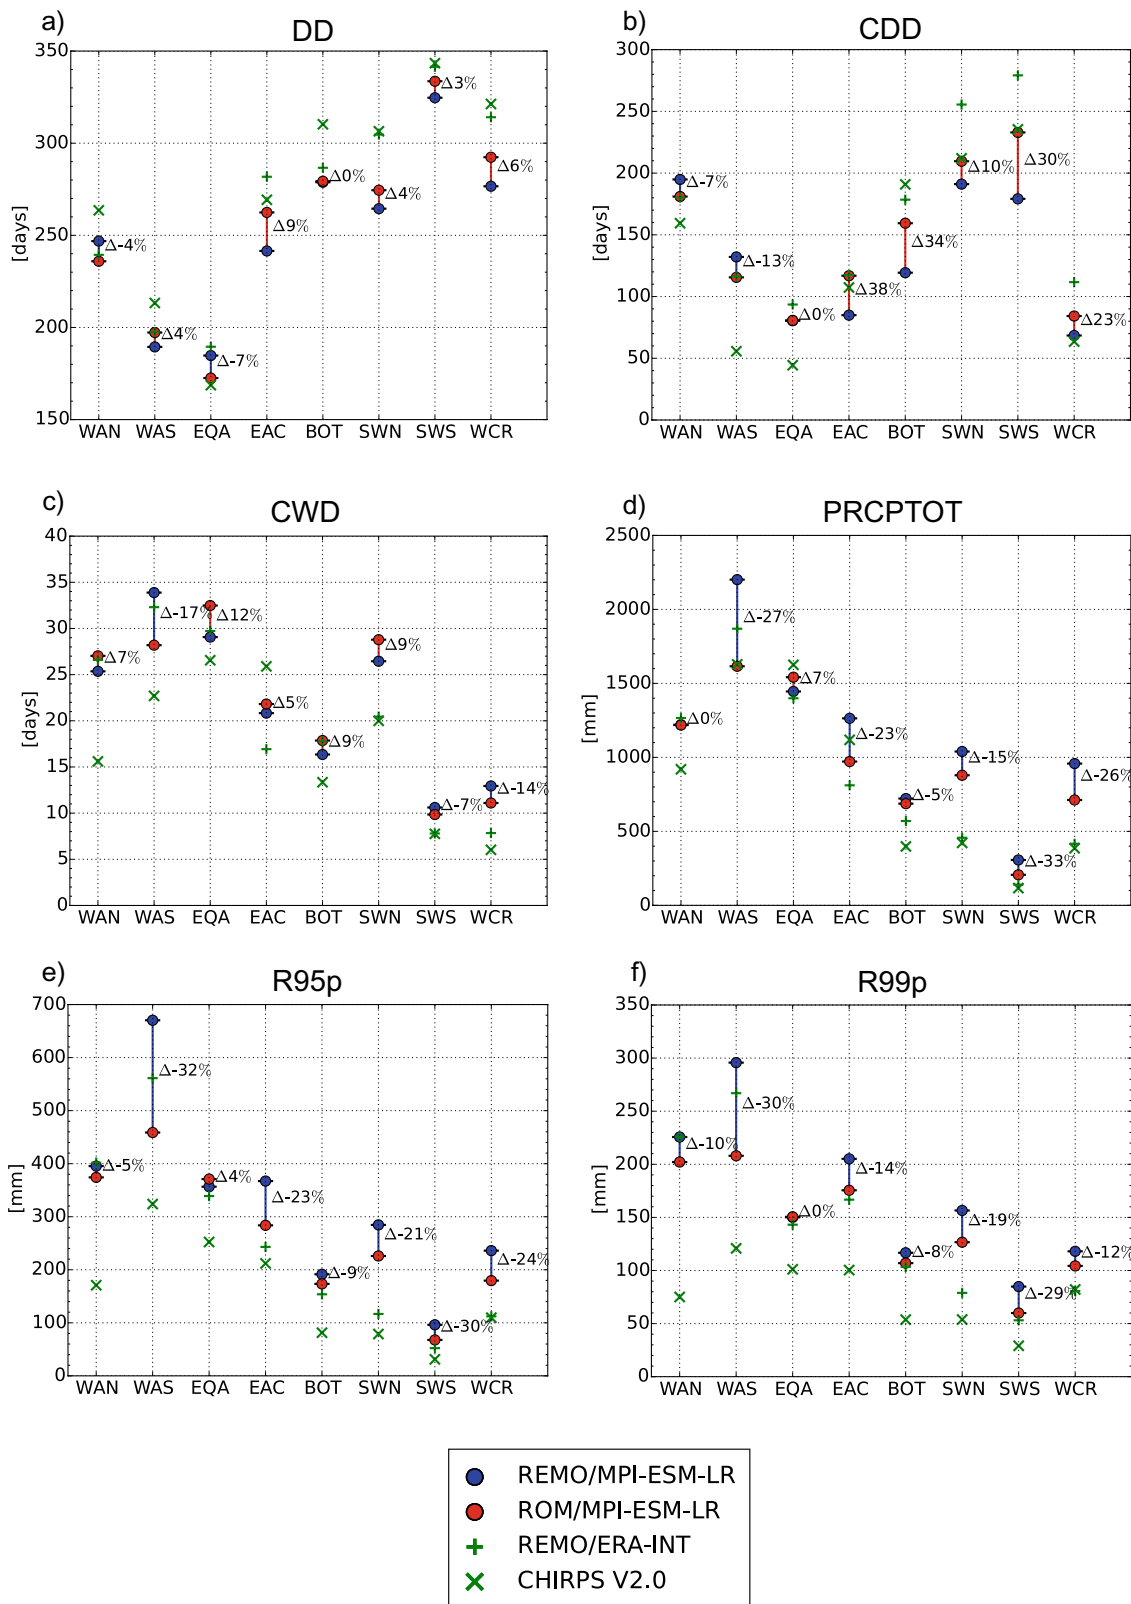 a) DD
350
300
250
200
150
[days]
Δ-4%
Δ4%
Δ-7%
Δ9%
Δ0%
Δ4%
Δ3%
Δ6%
WAN WAS EQA EAC BOT SWN SWS WCR
b) CDD
300
250
200
150
100
50
0
[days]
Δ-7%
Δ-13%
Δ0%
Δ38%
Δ34%
Δ10%
Δ30%
Δ23%
WAN WAS EQA EAC BOT SWN SWS WCR
c) CWD
40
35
30
25
20
15
10
5
0
[days]
Δ7%
Δ-17%
Δ12%
Δ5%
Δ9%
Δ9%
Δ-7%
Δ-14%
WAN WAS EQA EAC BOT SWN SWS WCR
d) PRCPTOT
2500
2000
1500
1000
500
0
[mm]
Δ0%
Δ-27%
Δ7%
Δ-23%
Δ-5%
Δ-15%
Δ-33%
Δ-26%
WAN WAS EQA EAC BOT SWN SWS WCR
e) R95p
700
600
500
400
300
200
100
0
[mm]
Δ-5%
Δ-32%
Δ4%
Δ-23%
Δ-9%
Δ-21%
Δ-30%
Δ-24%
WAN WAS EQA EAC BOT SWN SWS WCR
f) R99p
350
300
250
200
150
100
50
0
[mm]
Δ-10%
Δ-30%
Δ0%
Δ-14%
Δ-8%
Δ-19%
Δ-29%
Δ-12%
WAN WAS EQA EAC BOT SWN SWS WCR
REMO/MPI-ESM-LR
ROM/MPI-ESM-LR
REMO/ERA-INT
CHIRPS V2.0